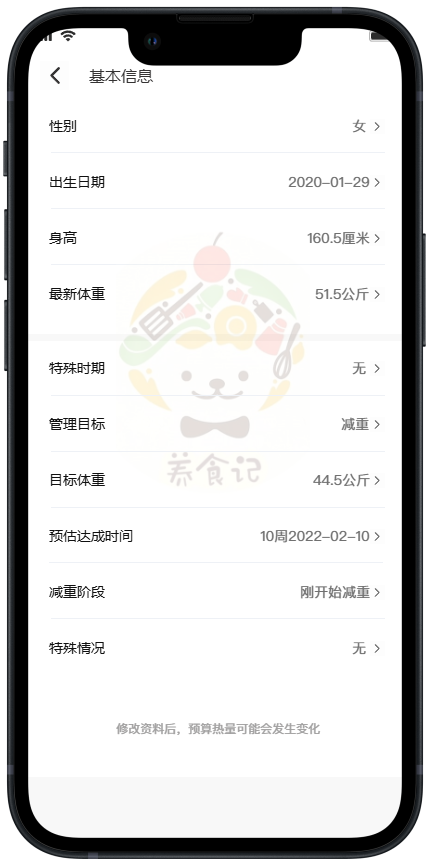 基本信息
性别 女
出生日期 2020-01-29
身高 160.5厘米
最新体重 51.5公斤
特殊时期 无
管理目标 减重
养食记
目标体重 44.5公斤
预估达成时间 10周2022-02-10
减重阶段 刚开始减重
特殊情况 无
修改资料后，预算热量可能会发生变化